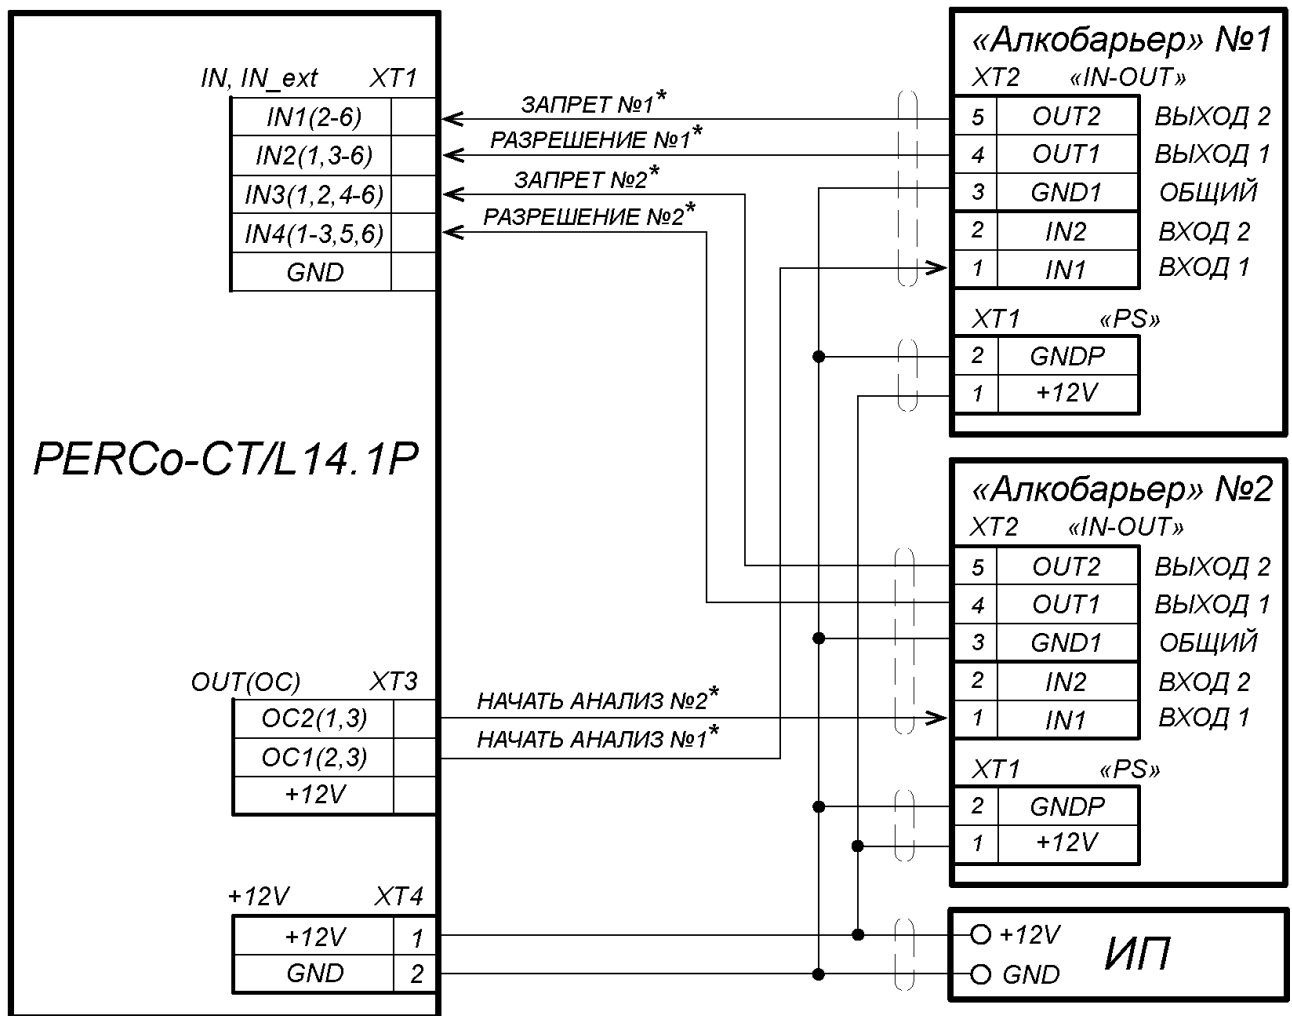 IN, IN_ext XT1
IN1(2-6)
IN2(1,3-6)
IN3(1,2,4-6)
IN4(1-3,5,6)
GND
PERCo-CT/L14.1P
OUT(OC) XT3
OC2(1,3)
OC1(2,3)
+12V
+12V XT4
+12V 1
GND 2
ЗАПРЕТ №1*
РАЗРЕШЕНИЕ №1*
ЗАПРЕТ №2*
РАЗРЕШЕНИЕ №2*
НАЧАТЬ АНАЛИЗ №2*
НАЧАТЬ АНАЛИЗ №1*
«Алкобарьер» №1
XT2 «IN-OUT»
5 OUT2 ВЫХОД 2
4 OUT1 ВЫХОД 1
3 GND1 ОБЩИЙ
2 IN2 ВХОД 2
1 IN1 ВХОД 1
XT1 «PS»
2 GNDP
1 +12V
«Алкобарьер» №2
XT2 «IN-OUT»
5 OUT2 ВЫХОД 2
4 OUT1 ВЫХОД 1
3 GND1 ОБЩИЙ
2 IN2 ВХОД 2
1 IN1 ВХОД 1
XT1 «PS»
2 GNDP
1 +12V
+12V ИП
GND